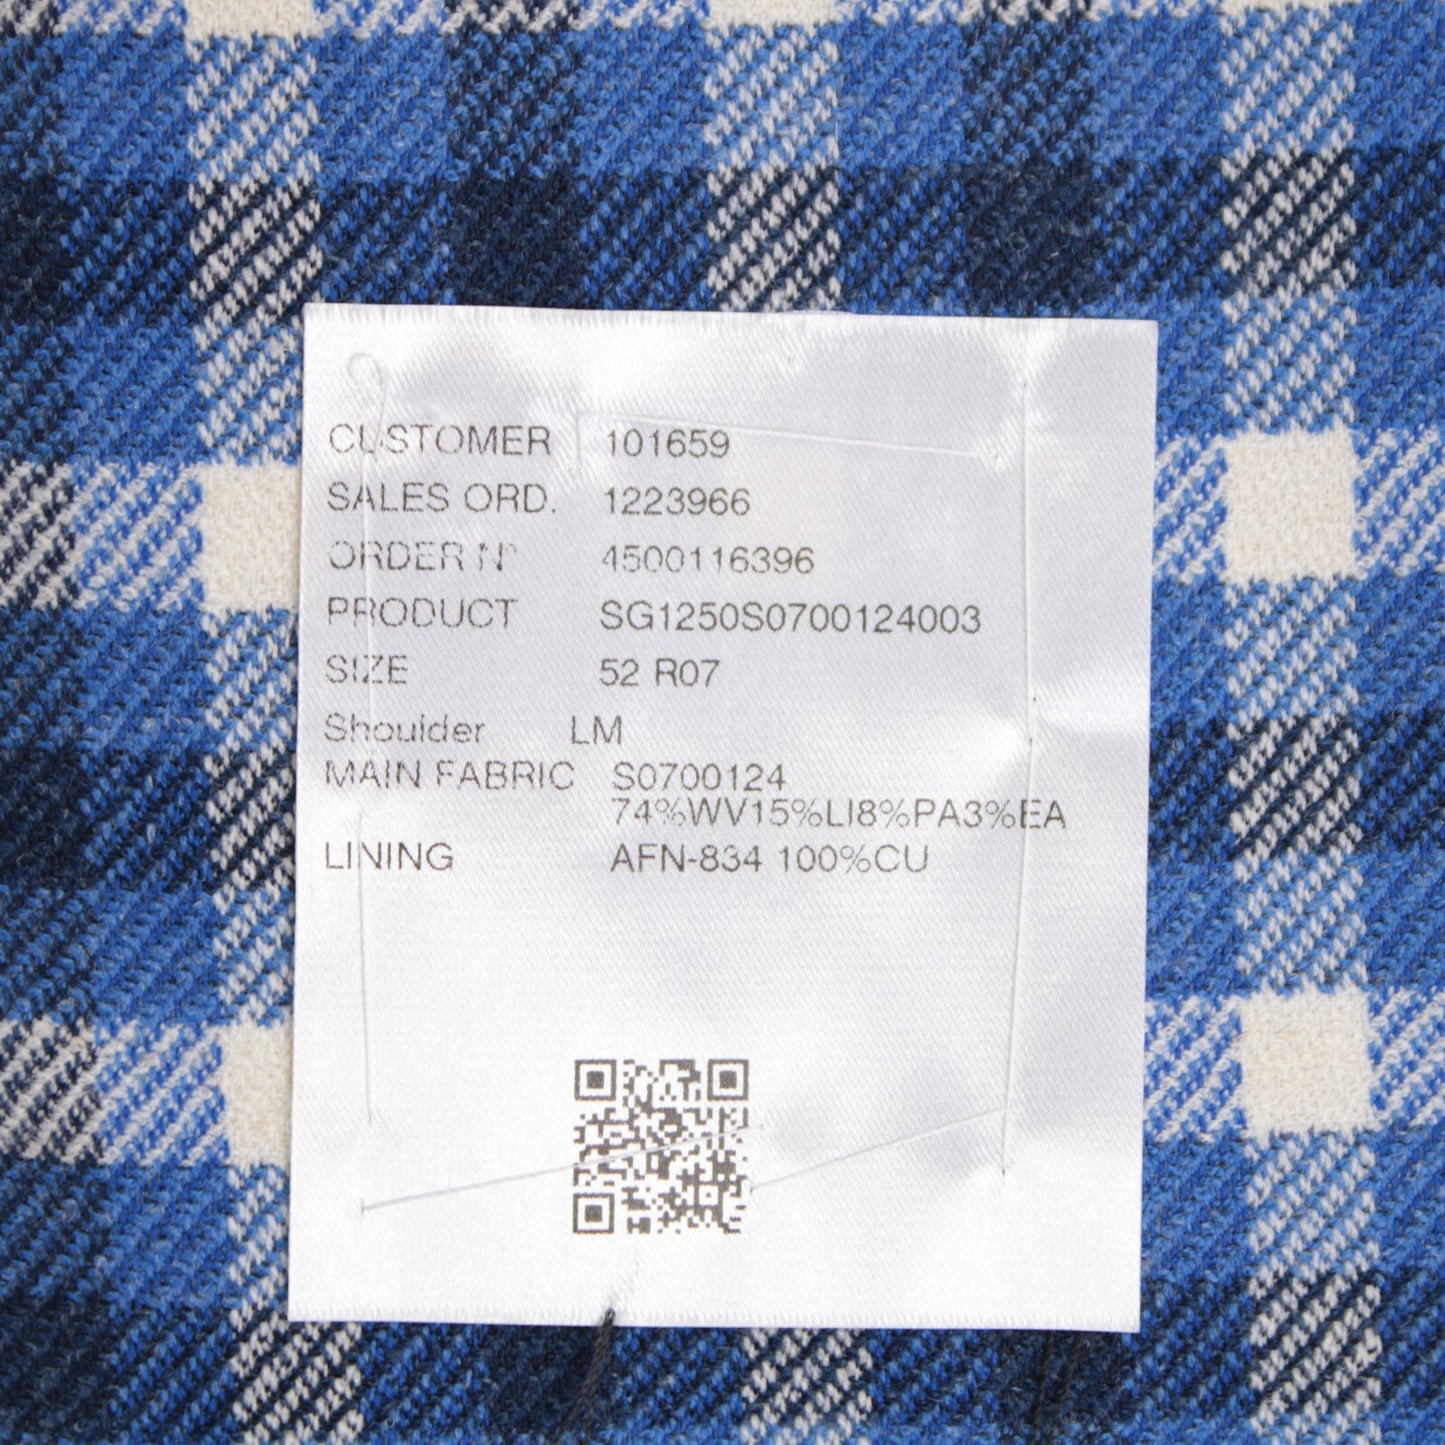 CUSTOMER 101659
SALES ORD. 1223966
ORDER N° 4500116396
PRODUCT SG1250S0700124003
SIZE 52 R07
Shoulder LM
MAIN FABRIC S0700124
74%WV15%LI8%PA3%EA
LINING AFN-834 100%CU